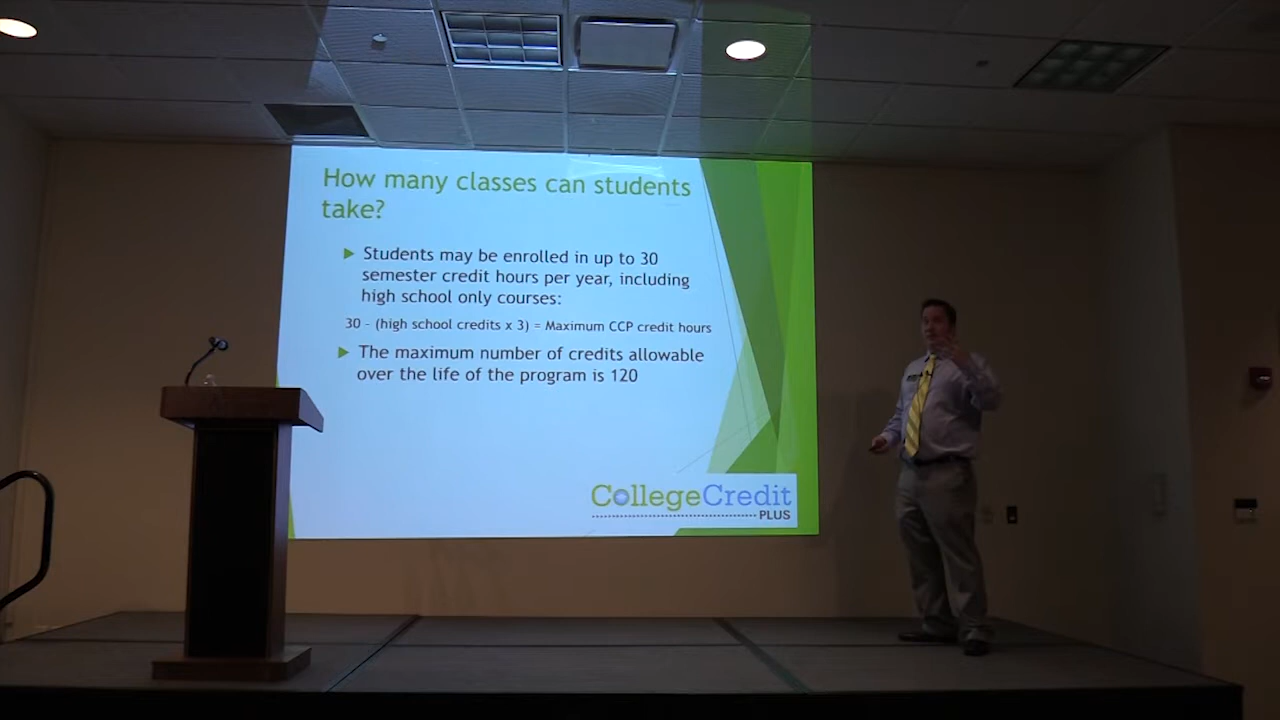 How many classes can students
take?
Students may be enrolled in up to 30
semester credit hours per year, including
high school only courses:
30 - (high school credits x 3) = Maximum CCP credit hours
The maximum number of credits allowable
over the life of the program is 120
CollegeCredit
PLUS